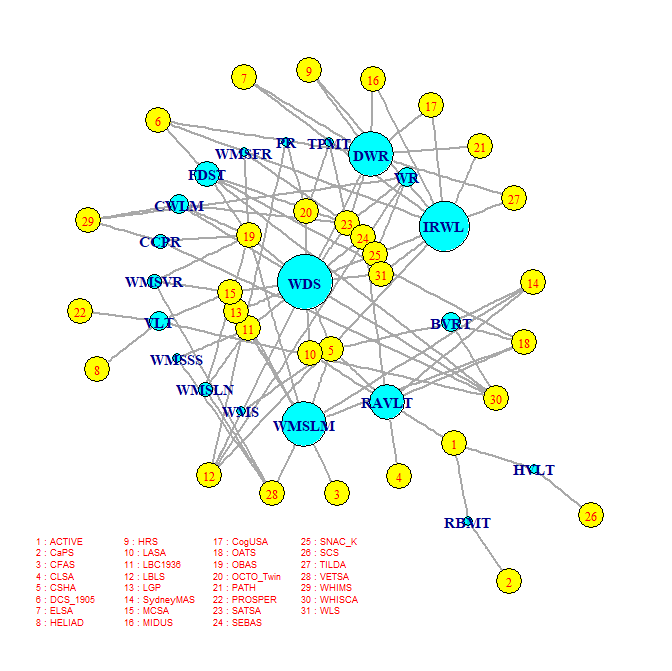 9
7
16
17
6
PR
TPMT
WMSFR
DWR
21
FDST
WR
27
CWLM
20
29
23
IRWL
19
24
CCPR
25
31
WMSVR
WDS
14
15
22
13
VLT
11
BVRT
18
5
10
WMSSS
8
WMSLN
30
RAVLT
WMS
WMSLM
1
HVLT
12
4
28
3
26
RBMT
2
1 : ACTIVE
2 : CaPS
3 : CFAS
4 : CLSA
5 : CSHA
6 : DCS_1905
7 : ELSA
8 : HELIAD
9 : HRS
10 : LASA
11 : LBC1936
12 : LBLS
13 : LGP
14 : SydneyMAS
15 : MCSA
16 : MIDUS
17 : CogUSA
18 : OATS
19 : OBAS
20 : OCTO_Twin
21 : PATH
22 : PROSPER
23 : SATSA
24 : SEBAS
25 : SNAC_K
26 : SCS
27 : TILDA
28 : VETSA
29 : WHIMS
30 : WHISCA
31 : WLS